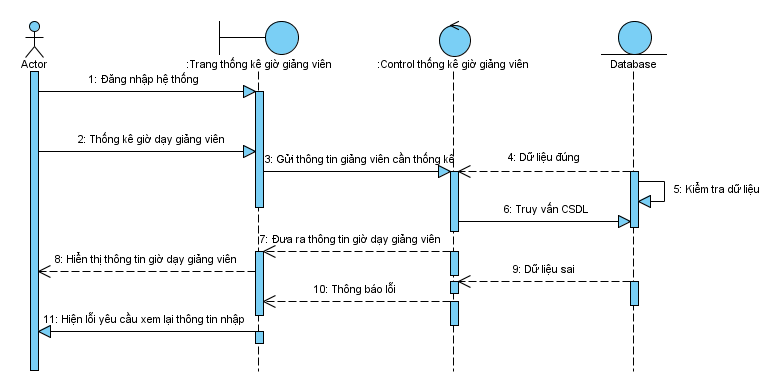 Actor
:Trang thống kê giờ giảng viên
:Control thống kê giờ giảng viên
Database
1: Đăng nhập hệ thống
2: Thống kê giờ dạy giảng viên
3: Gửi thông tin giảng viên cần thống kê
4: Dữ liệu đúng
5: Kiểm tra dữ liệu
6: Truy vấn CSDL
7: Đưa ra thông tin giờ dạy giảng viên
8: Hiển thị thông tin giờ dạy giảng viên
9: Dữ liệu sai
10: Thông báo lỗi
11: Hiện lỗi yêu cầu xem lại thông tin nhập